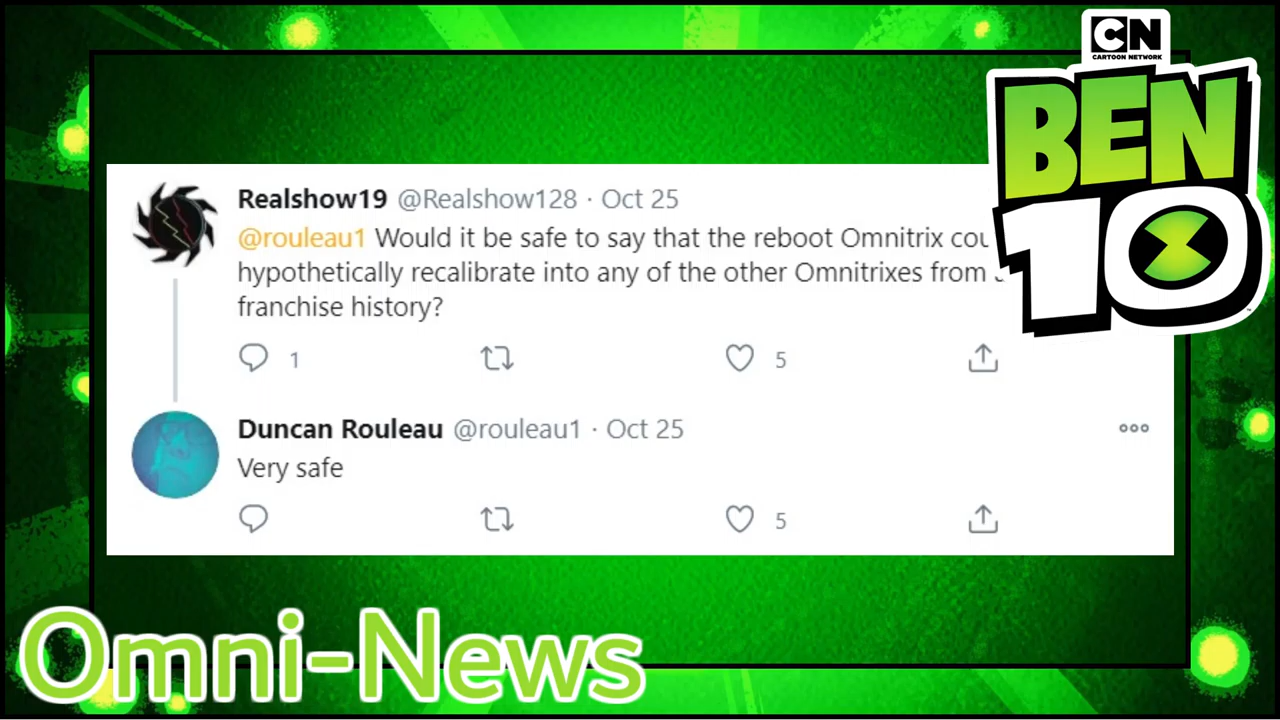 CN
CARTOON NETWORK
BEN
10
Realshow19 @Realshow128 · Oct 25
@rouleau1 Would it be safe to say that the reboot Omnitrix
hypothetically recalibrate into any of the other Omnitrixes from
franchise history?
1
5
Duncan Rouleau @rouleau1 · Oct 25
Very safe
5
Omni-News